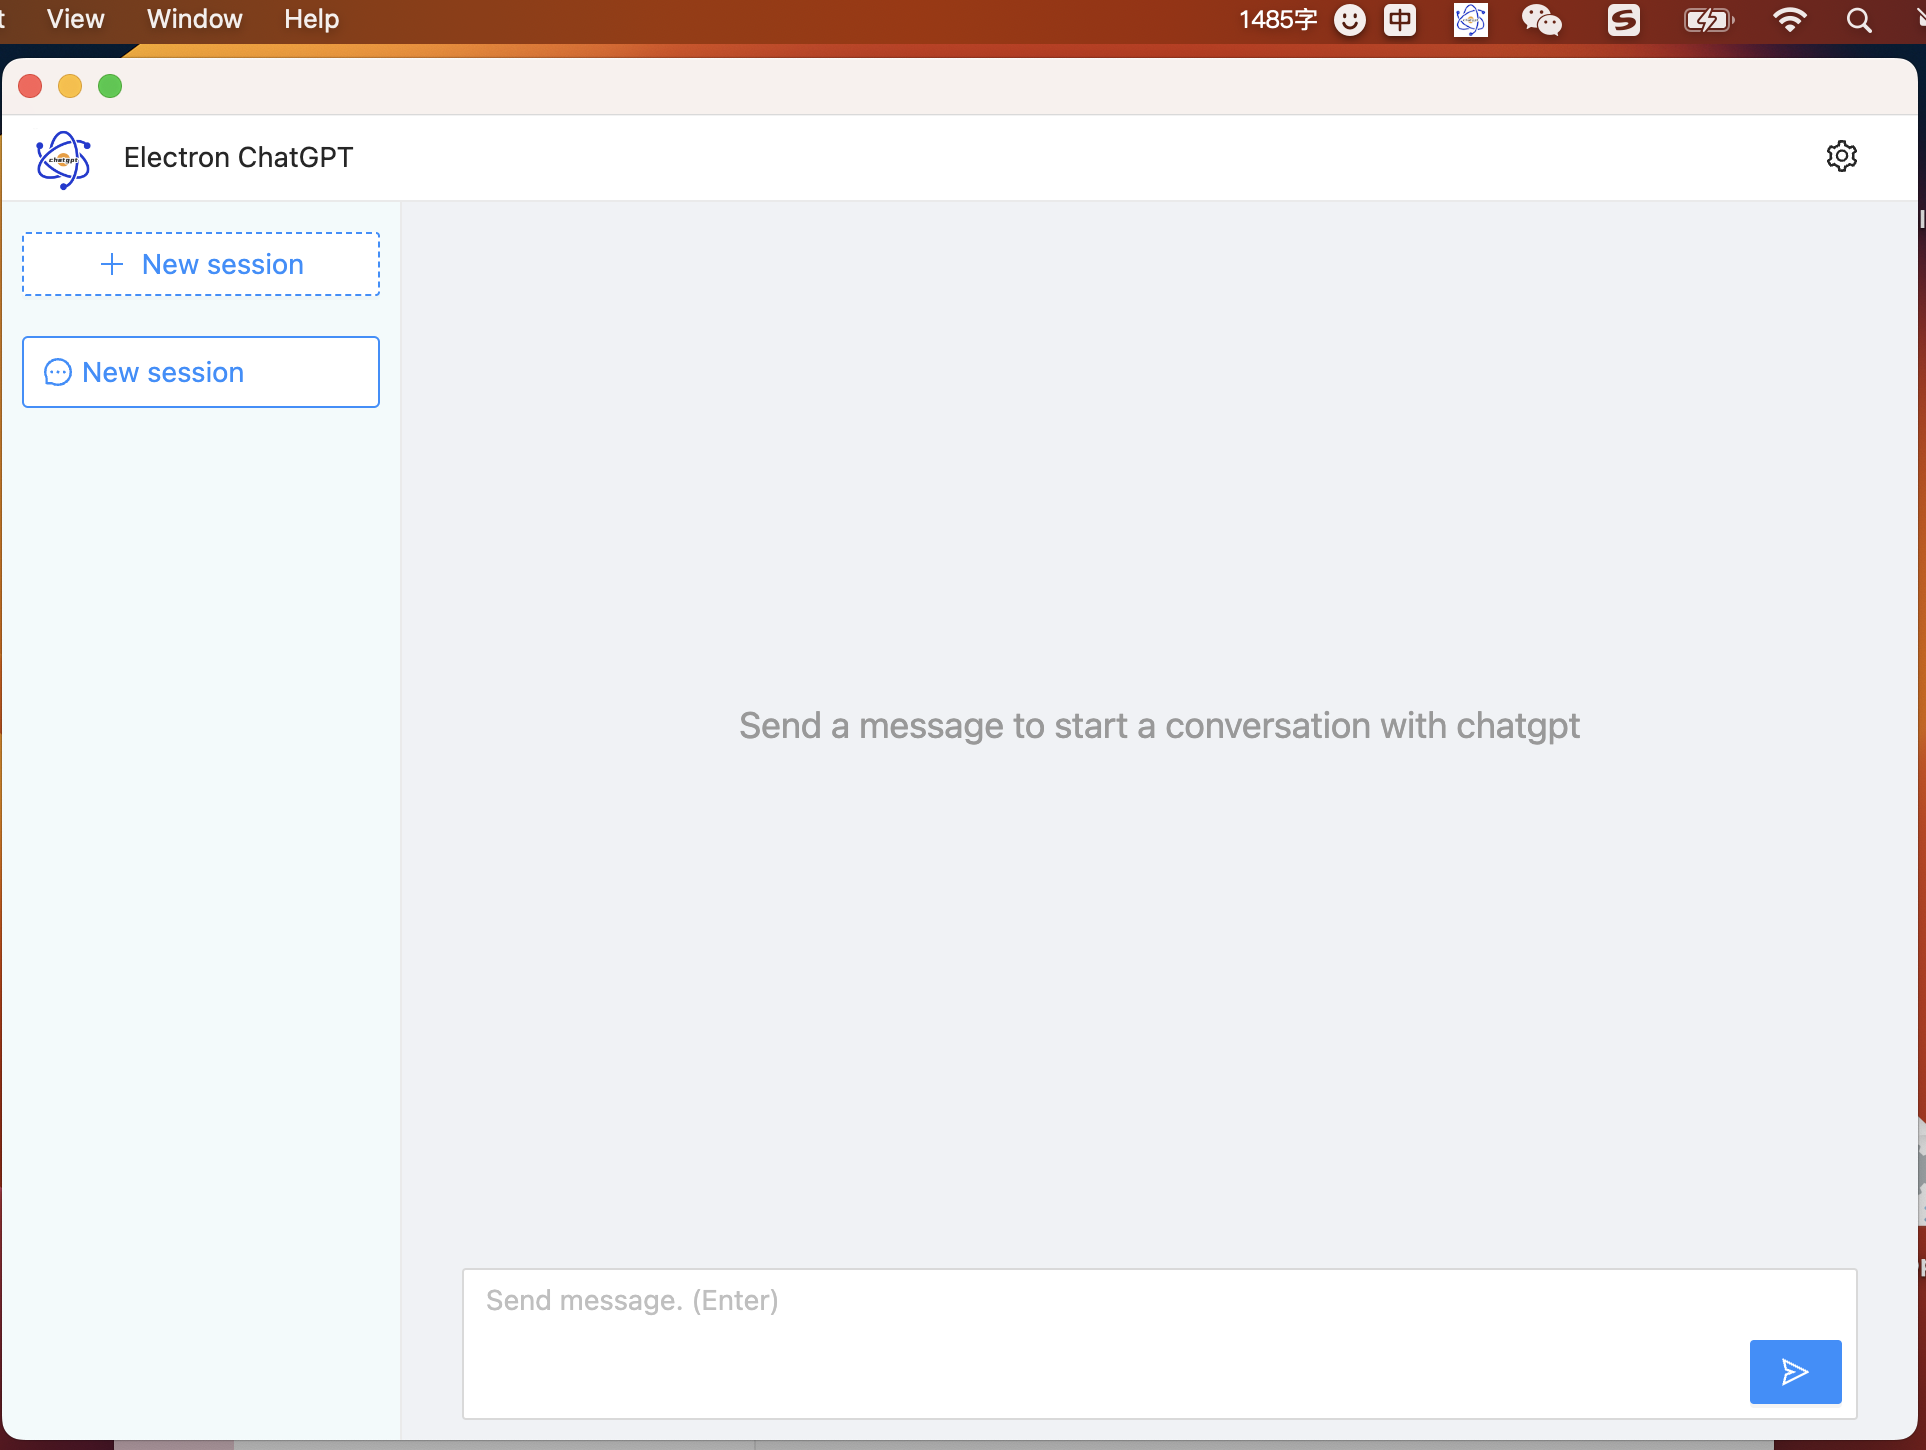 View Window Help 1485字 中
chatgpt Electron ChatGPT
New session
New session
Send a message to start a conversation with chatgpt
Send message. (Enter)